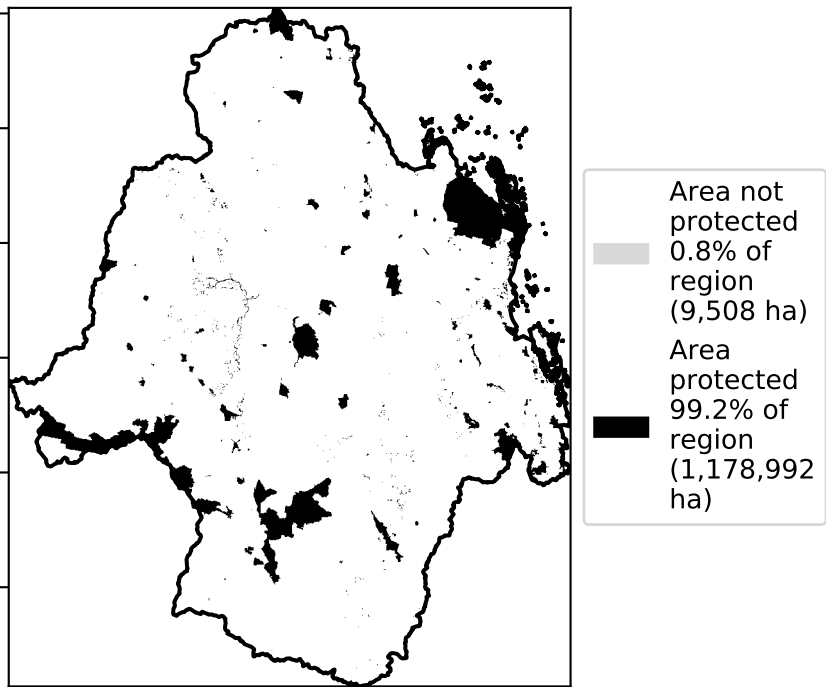 Area not
protected
0.8% of
region
(9,508 ha)
Area
protected
99.2% of
region
(1,178,992
ha)